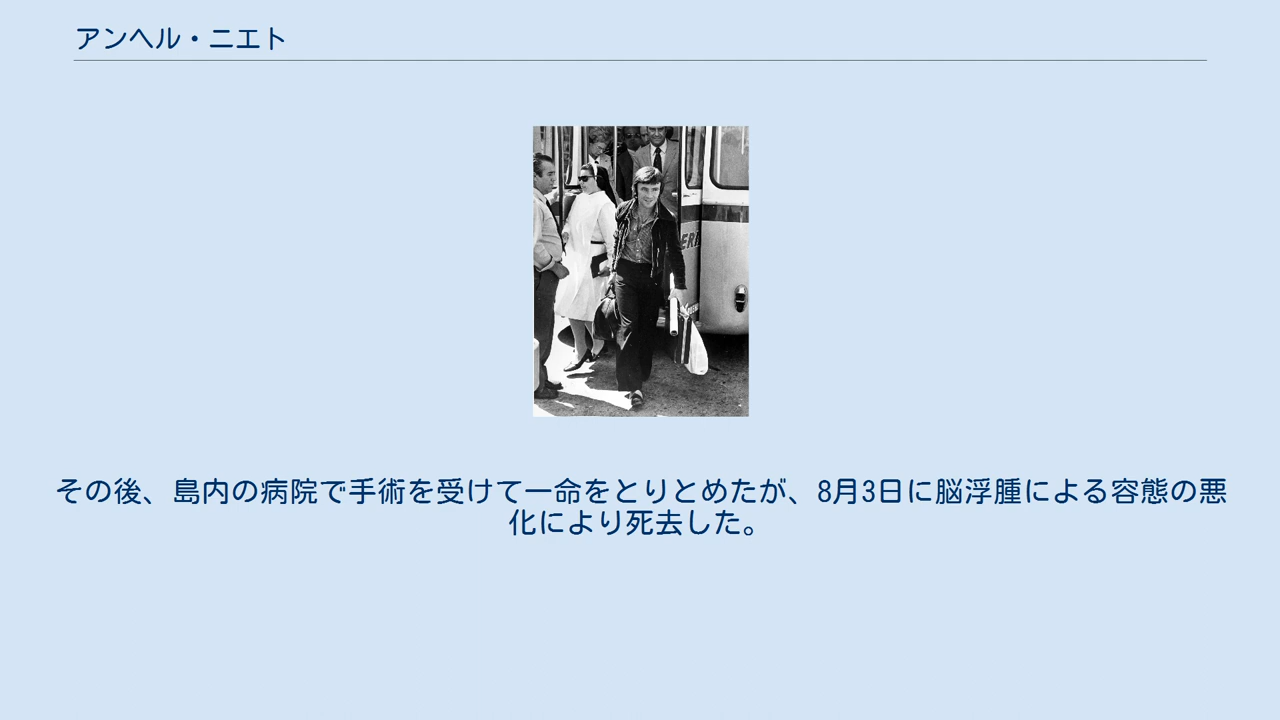 アンヘル・ニエト
その後、島内の病院で手術を受けて一命をとりとめたが、8月3日に脳浮腫による容態の悪
化により死去した。